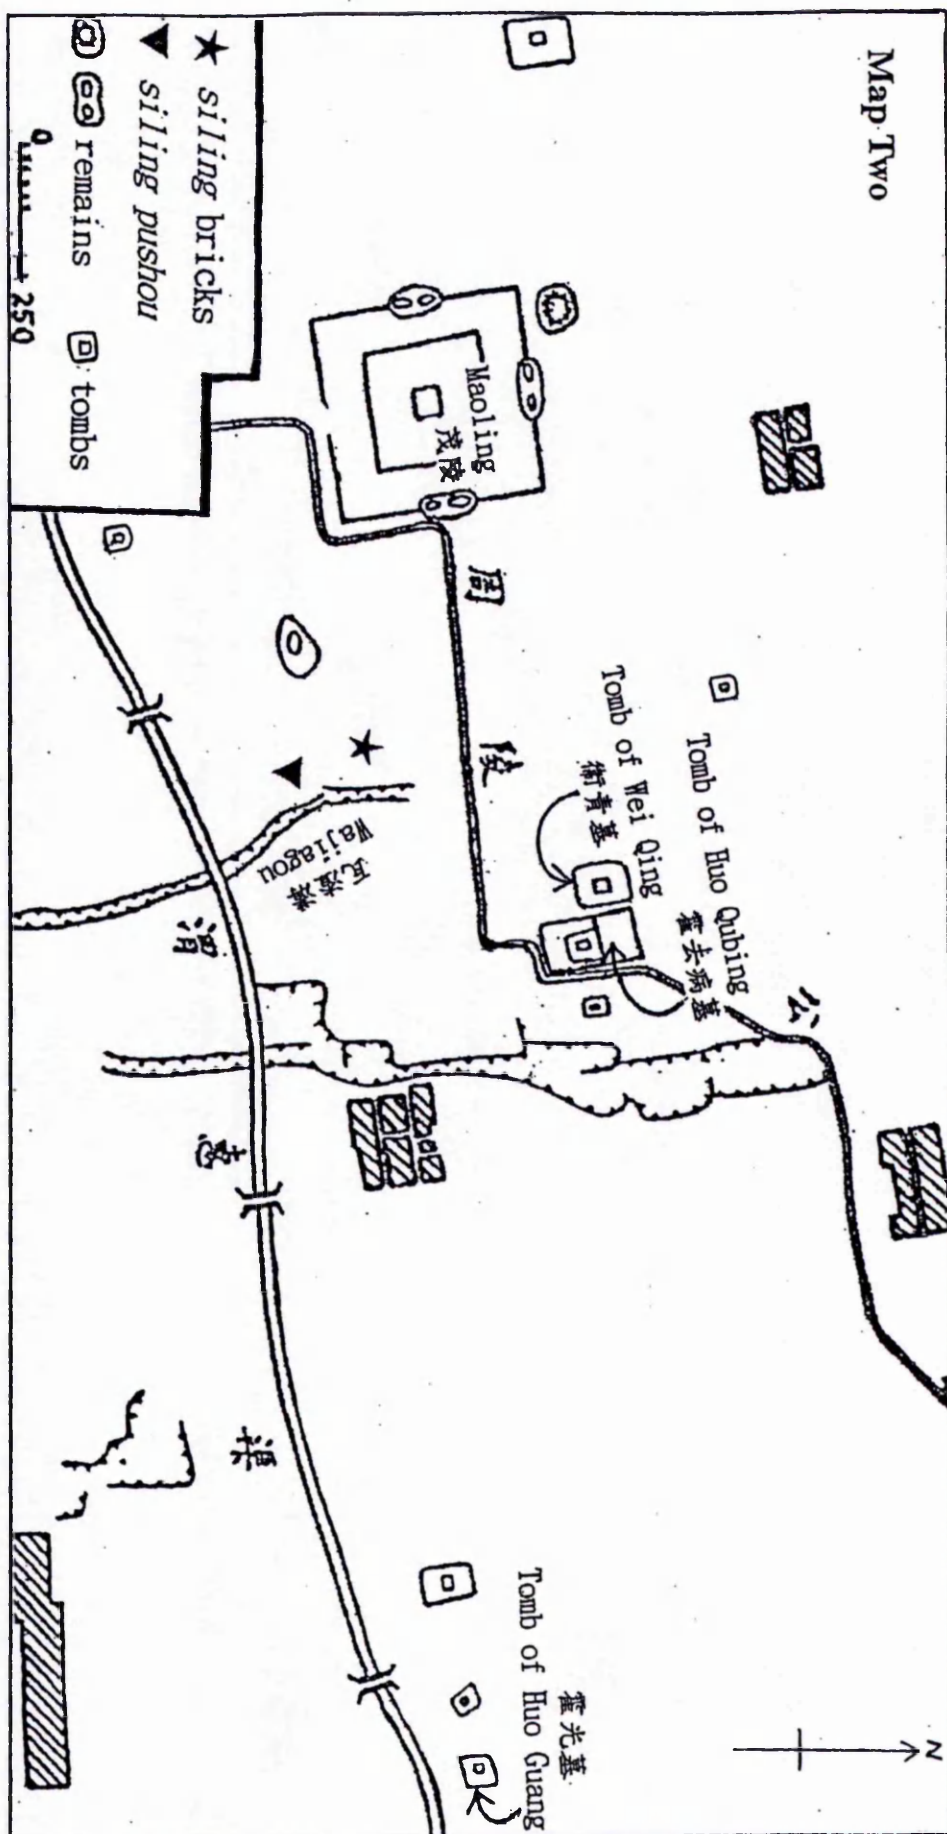 Map Two
N
公
Tomb of Huo Qubing
霍去病墓
Tomb of Wei Qing
衛青墓
霍光墓
Tomb of Huo Guang
周
陵
Maoling
茂陵
瓦渣溝
Wajiagou
渭
惠
渠
siling bricks
siling pushou
remains
tombs
0
250